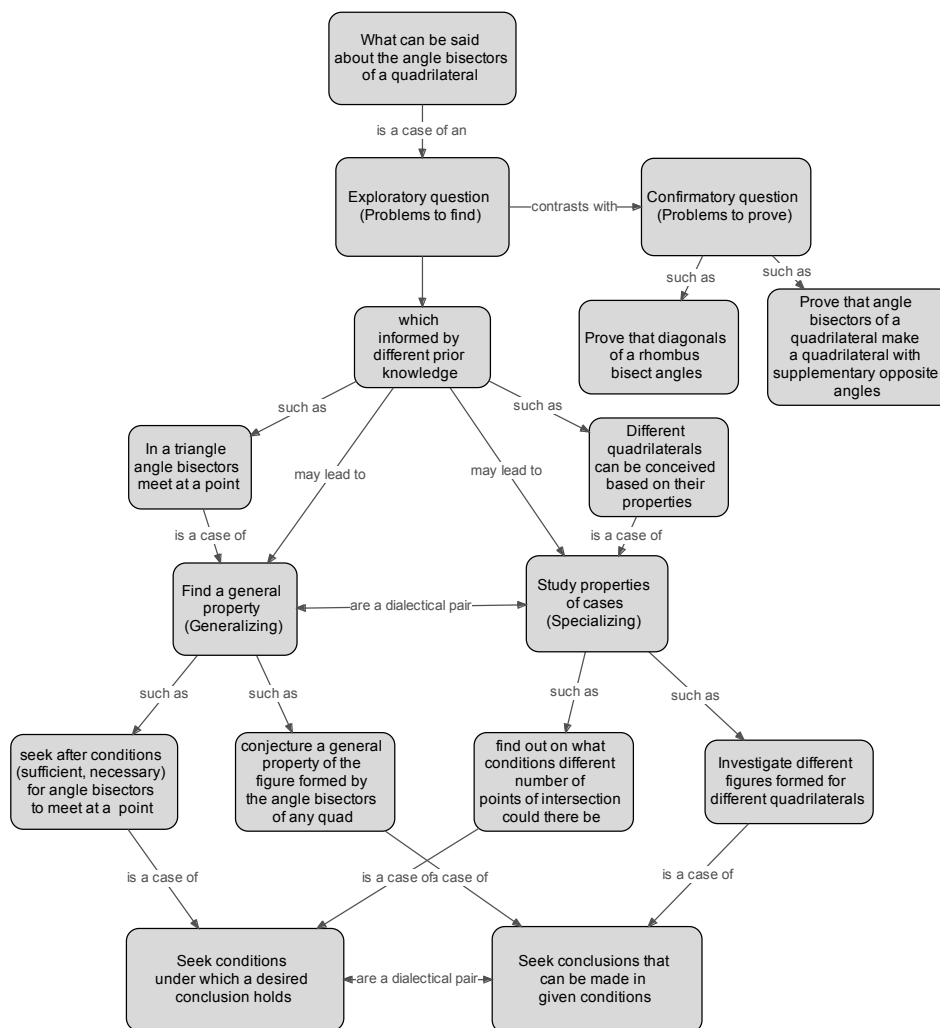 What can be said
about the angle bisectors
of a quadrilateral
is a case of an
Exploratory question
(Problems to find)
contrasts with
Confirmatory question
(Problems to prove)
such as
such as
which
informed by
different prior
knowledge
Prove that diagonals
of a rhombus
bisect angles
Prove that angle
bisectors of a
quadrilateral make
a quadrilateral with
supplementary opposite
angles
such as
such as
In a triangle
angle bisectors
meet at a point
may lead to
may lead to
Different
quadrilaterals
can be conceived
based on their
properties
is a case of
is a case of
Find a general
property
(Generalizing)
are a dialectical pair
Study properties
of cases
(Specializing)
such as
such as
such as
such as
seek after conditions
(sufficient, necessary)
for angle bisectors
to meet at a point
conjecture a general
property of the
figure formed by
the angle bisectors
of any quad
find out on what
conditions different
number of
points of intersection
could there be
Investigate different
figures formed for
different quadrilaterals
is a case of
is a case of
a case of
is a case of
Seek conditions
under which a desired
conclusion holds
are a dialectical pair
Seek conclusions that
can be made in
given conditions